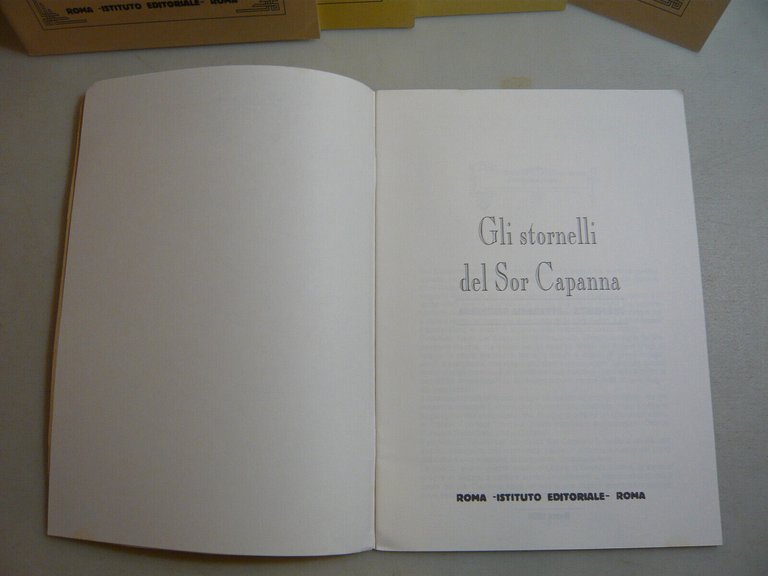 ROMA -ISTITUTO EDITORIALE- ROMA
Gli stornelli
del Sor Capanna
ROMA -ISTITUTO EDITORIALE- ROMA